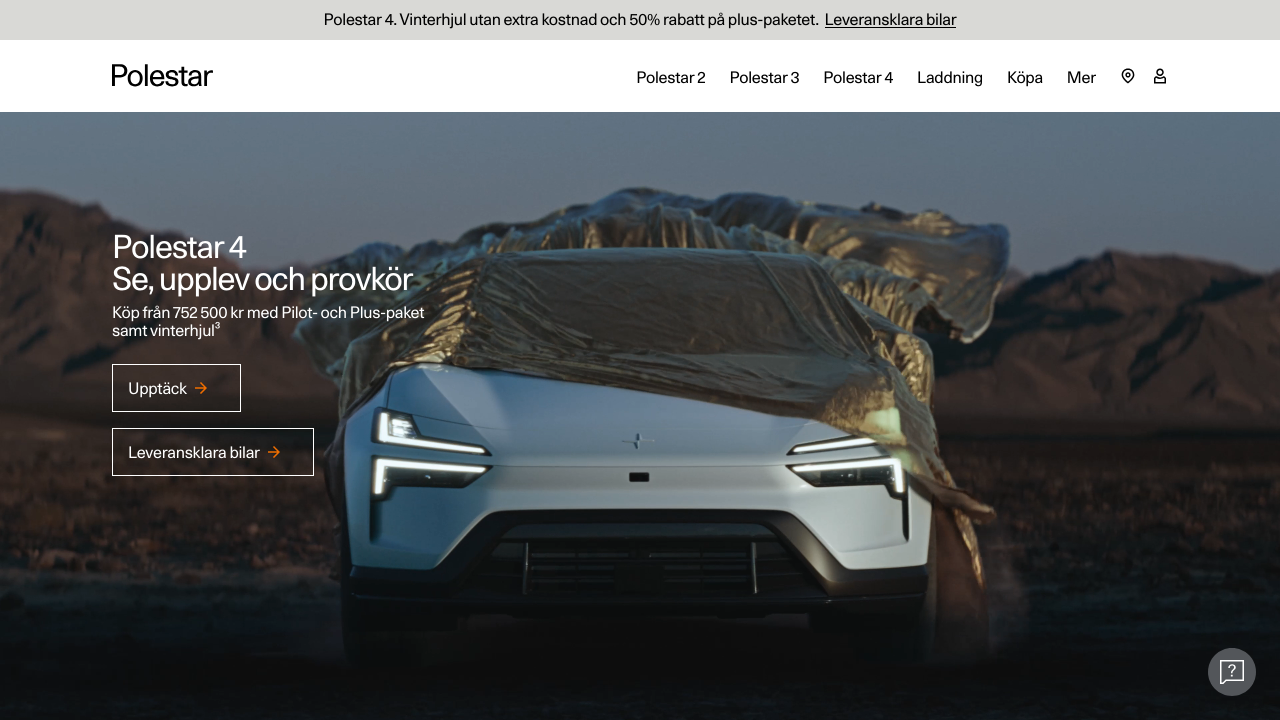 Polestar 4. Vinterhjul utan extra kostnad och 50% rabatt på plus-paketet. Leveransklara bilar
Polestar
Polestar 2
Polestar 3
Polestar 4
Laddning
Köpa
Mer
Polestar 4
Se, upplev och provkör
Köp från 752 500 kr med Pilot- och Plus-paket
samt vinterhjul³
Upptäck →
Leveransklara bilar →
?